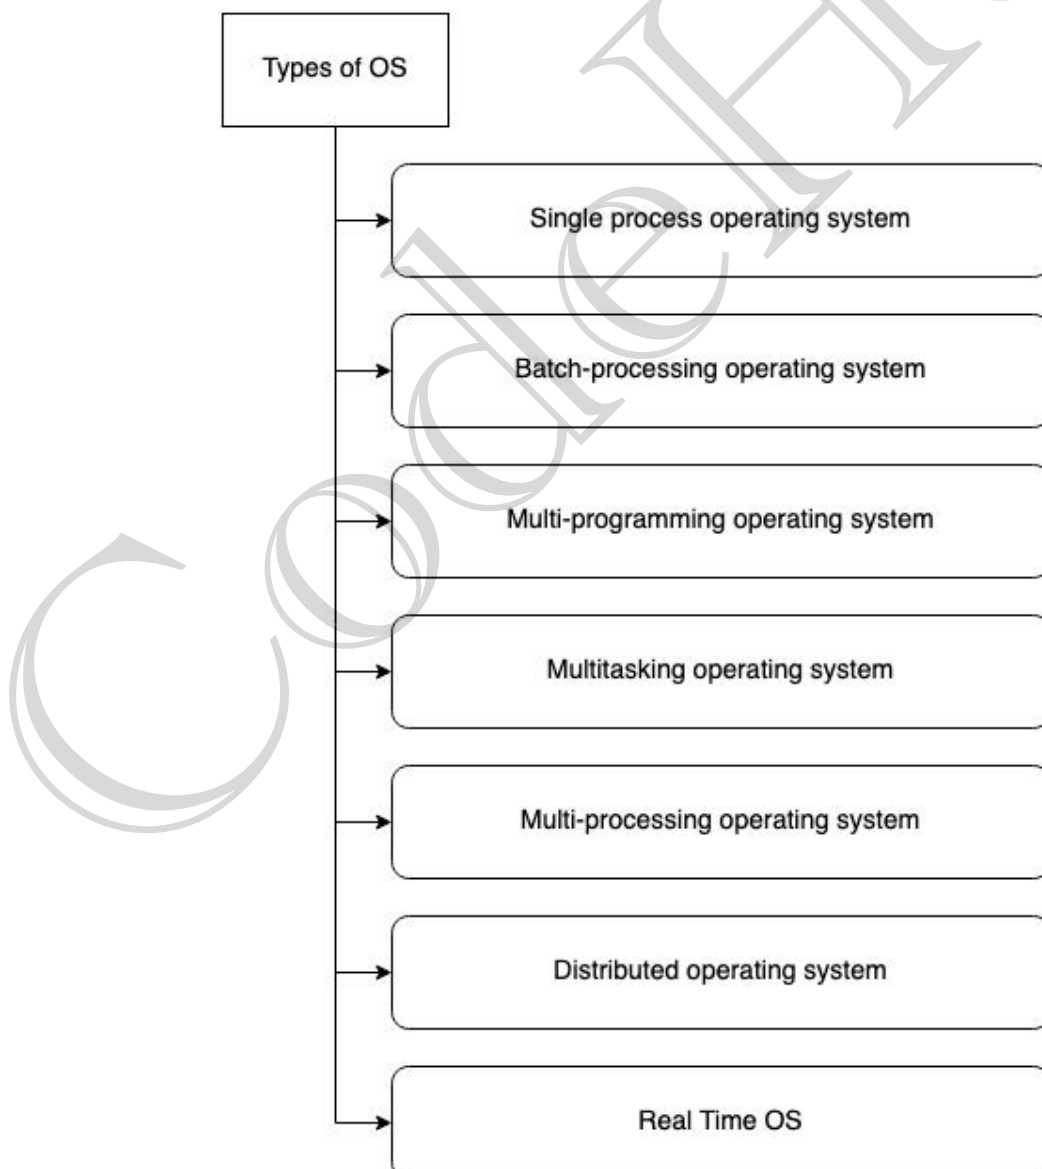 Types of OS
Single process operating system
Batch-processing operating system
Multi-programming operating system
Multitasking operating system
Multi-processing operating system
Distributed operating system
Real Time OS
CodeH